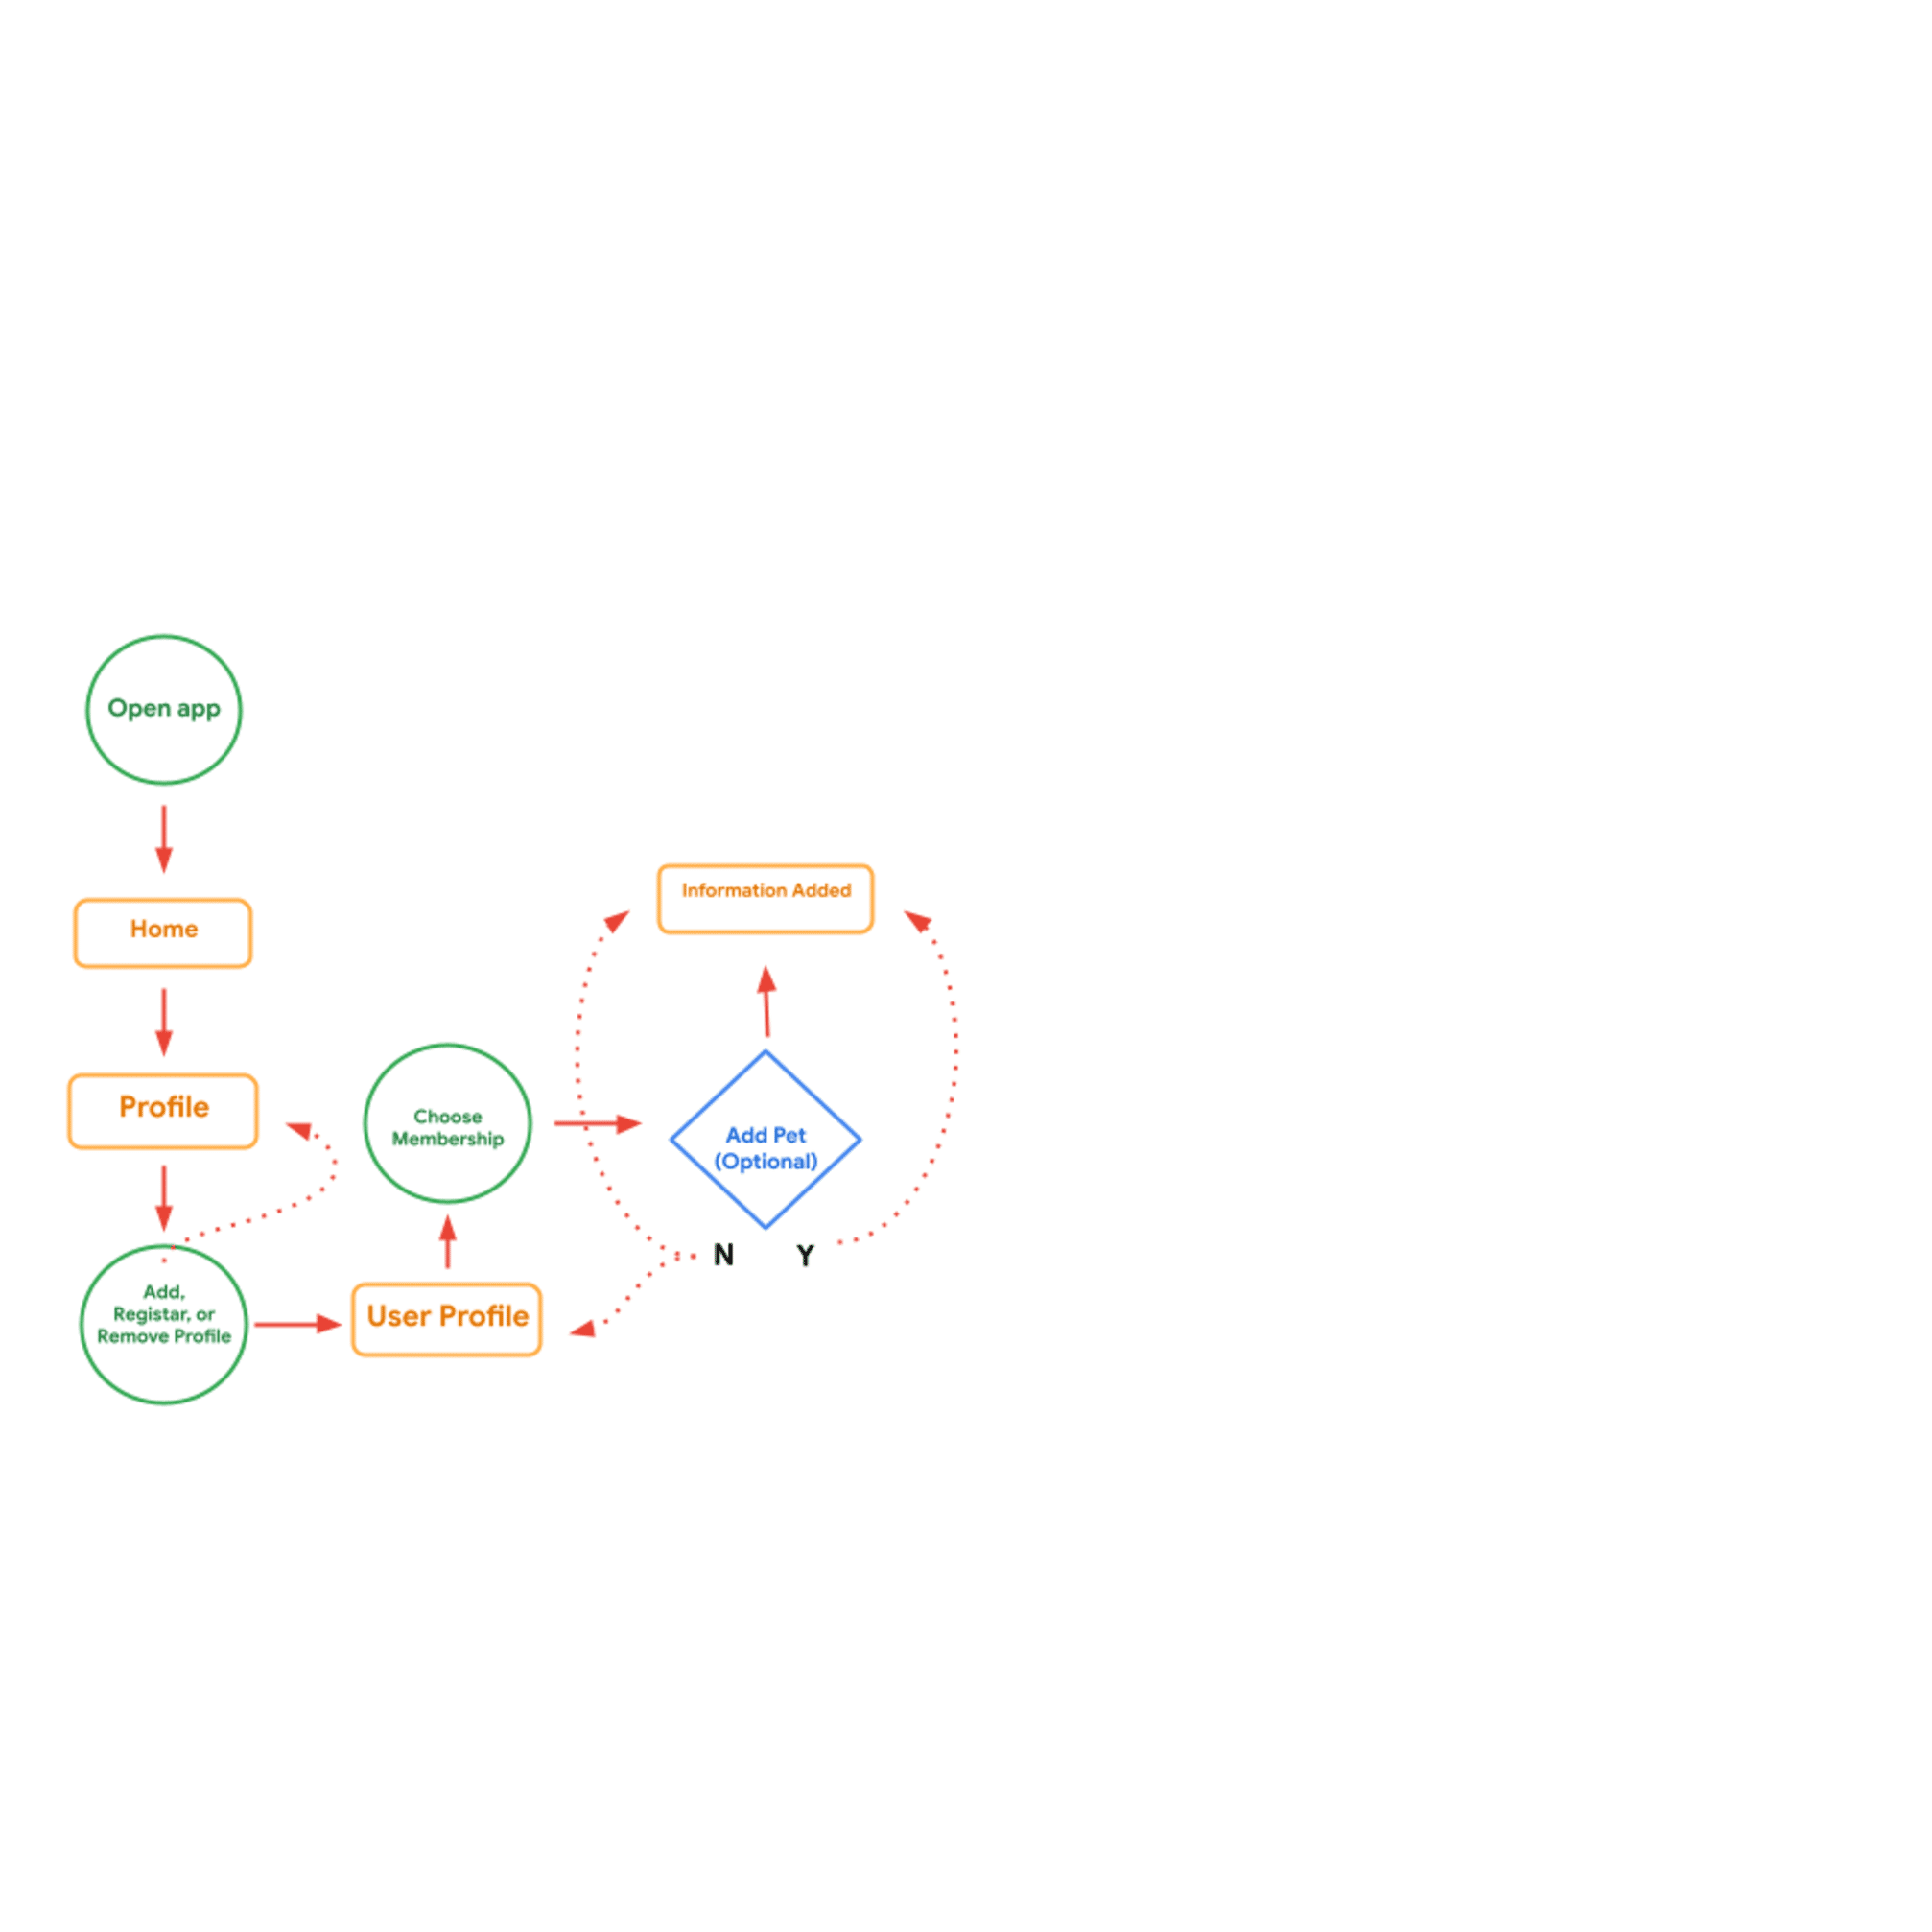 Open app
Home
Profile
Add,
Registar, or
Remove Profile
User Profile
Choose
Membership
Add Pet
(Optional)
N
Y
Information Added